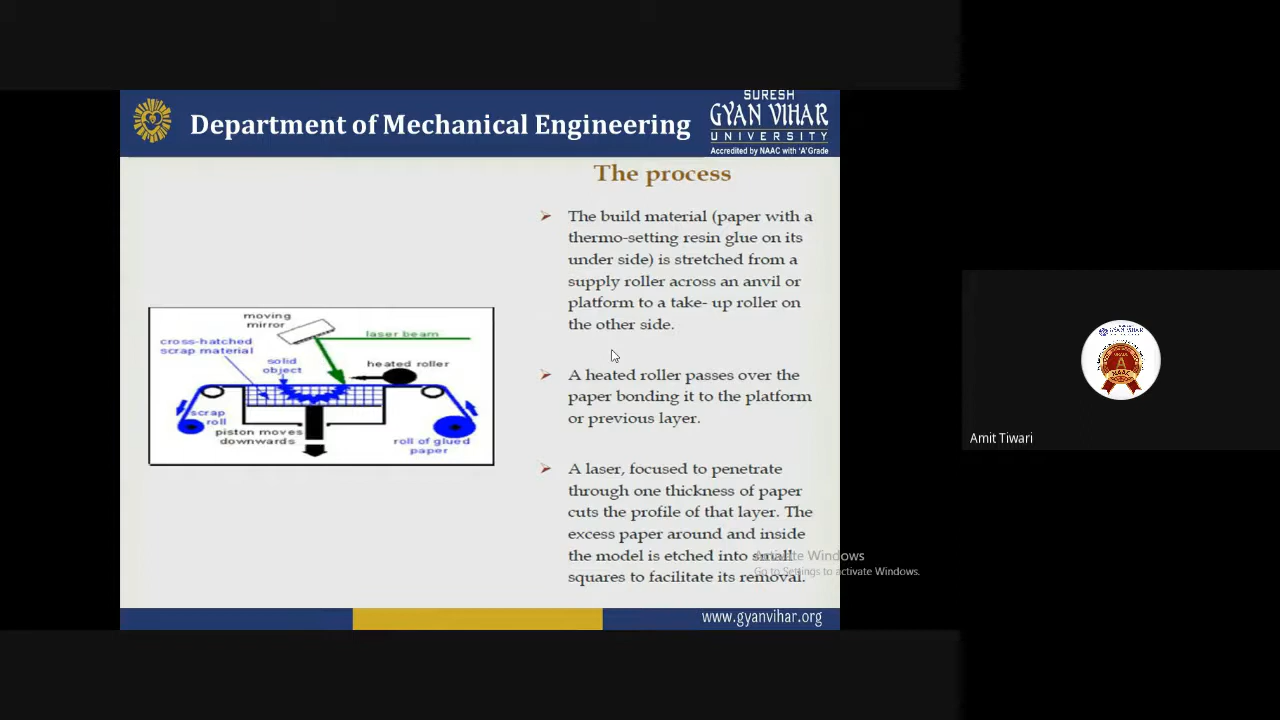 Department of Mechanical Engineering
SURESH
GYAN VIHAR
UNIVERSITY
Accredited by NAAC with 'A' Grade
The process
The build material (paper with a
thermo-setting resin glue on its
under side) is stretched from a
supply roller across an anvil or
platform to a take- up roller on
the other side.
A heated roller passes over the
paper bonding it to the platform
or previous layer.
A laser, focused to penetrate
through one thickness of paper
cuts the profile of that layer. The
excess paper around and inside
the model is etched into small
squares to facilitate its removal.
moving
mirror
laser beam
cross-hatched
scrap material
solid
object
heated roller
scrap
roll
piston moves
downwards
roll of glued
paper
Activate Windows
Go to Settings to activate Windows.
www.gyanvihar.org
GYAN VIHAR
NAAC
Amit Tiwari